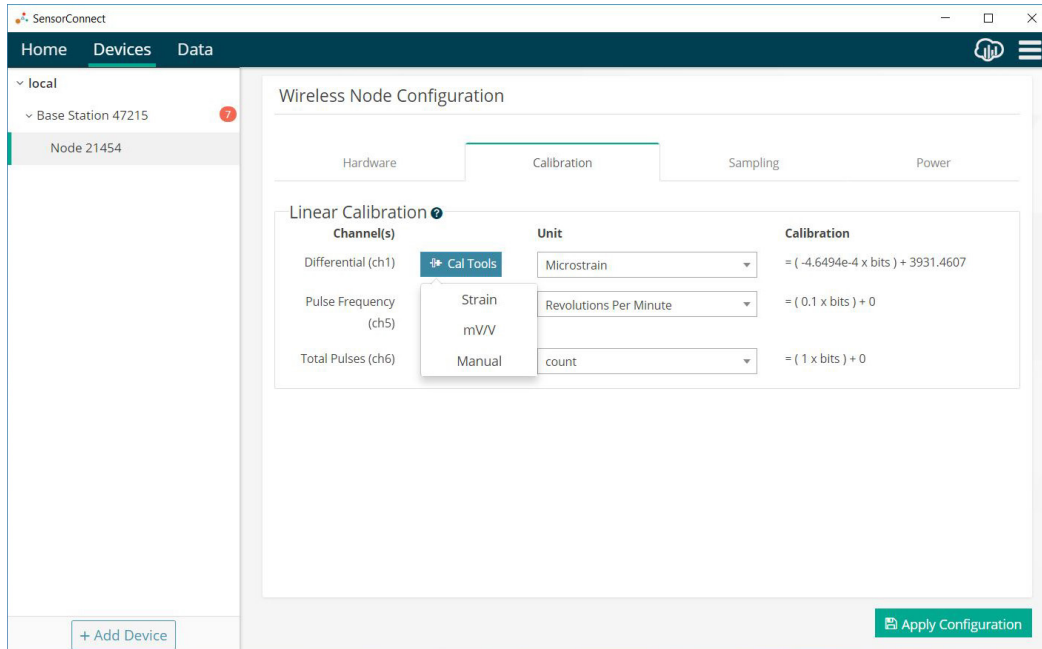 SensorConnect
Home Devices Data
local
Base Station 47215 7
Node 21454
Wireless Node Configuration
Hardware Calibration Sampling Power
Linear Calibration ?
Channel(s) Unit Calibration
Differential (ch1) Cal Tools Microstrain = ( -4.6494e-4 x bits ) + 3931.4607
Strain
Pulse Frequency Revolutions Per Minute = ( 0.1 x bits ) + 0
(ch5)
mV/V
Total Pulses (ch6) Manual count = ( 1 x bits ) + 0
+ Add Device
Apply Configuration